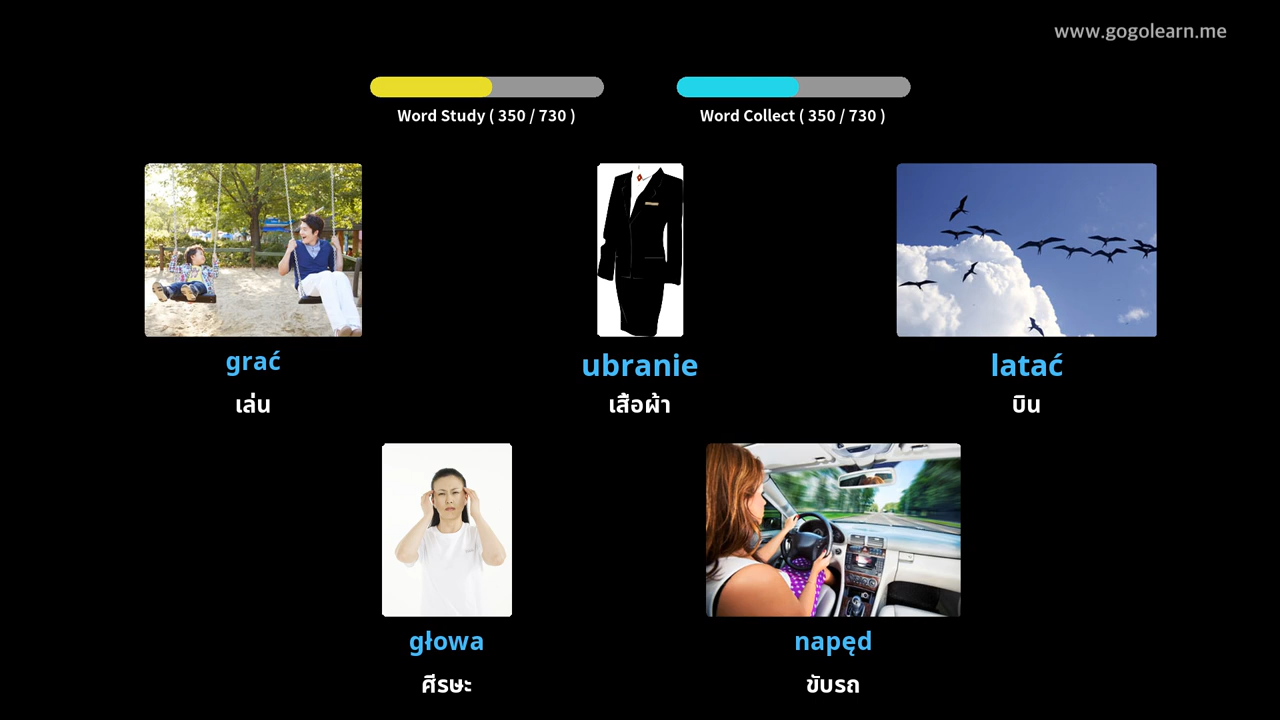 www.gogolearn.me
Word Study ( 350 / 730 )
Word Collect ( 350 / 730 )
grać
เล่น
ubranie
เสื้อผ้า
latać
บิน
głowa
ศีรษะ
napęd
ขับรถ